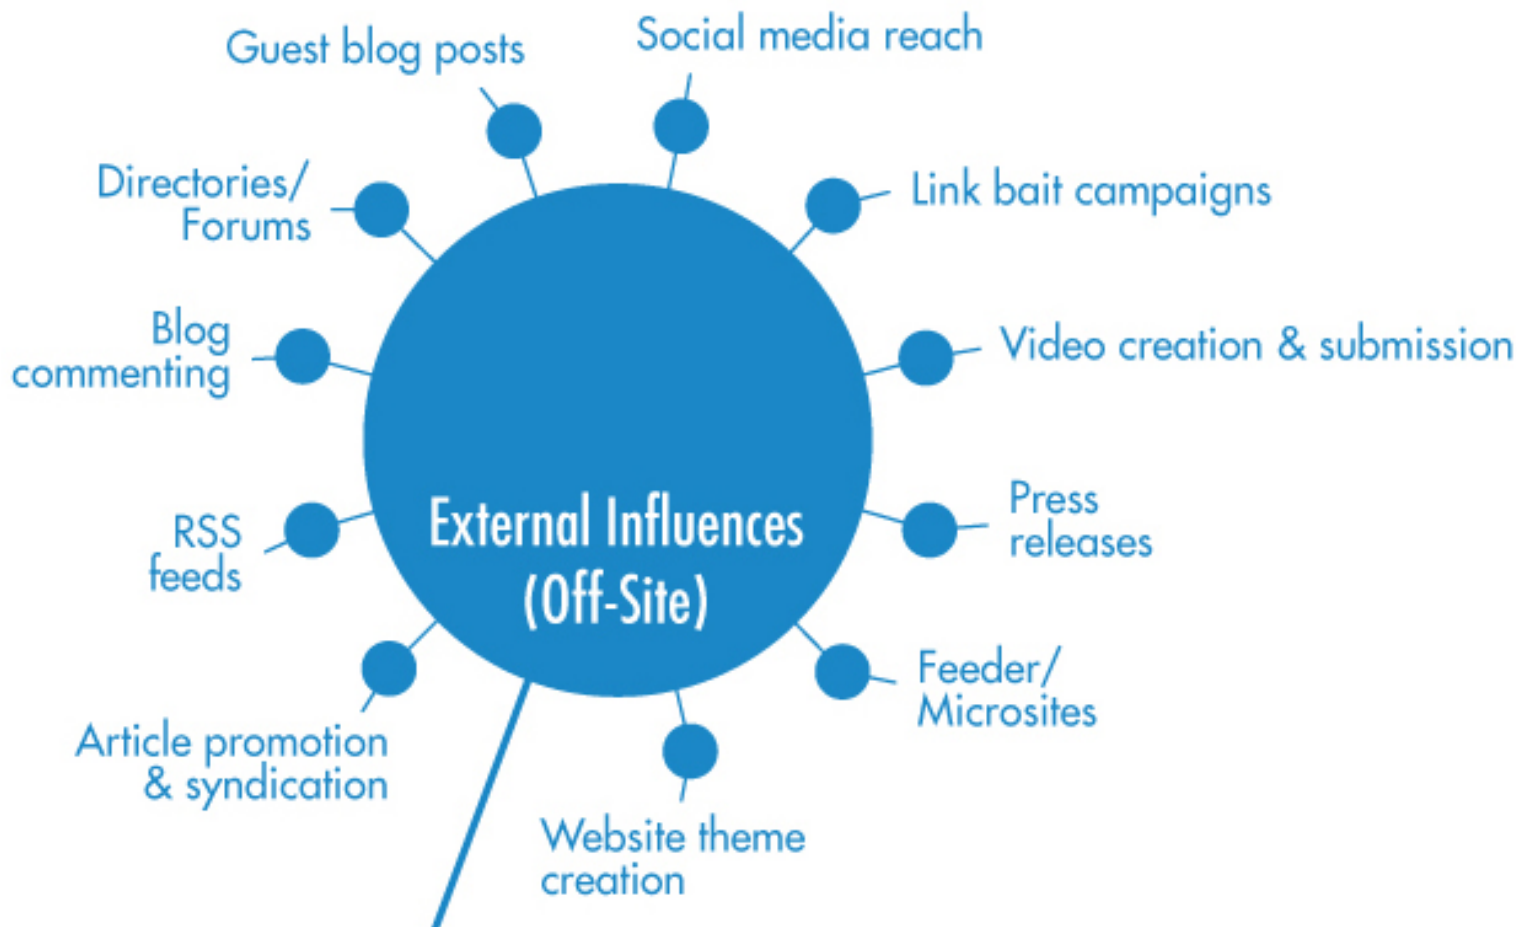 Guest blog posts
Social media reach
Directories/
Forums
Link bait campaigns
Blog
commenting
Video creation & submission
RSS
feeds
External Influences
(Off-Site)
Press
releases
Article promotion
& syndication
Feeder/
Microsites
Website theme
creation